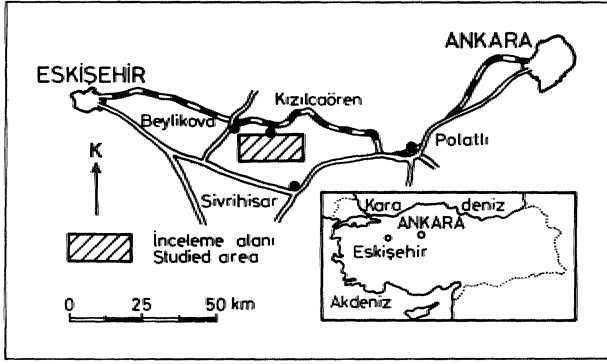 ANKARA
ESKİŞEHİR
Kızılcaören
Beylikova
Polatlı
K
Sivrihisar
İnceleme alanı
Studied area
0 25 50 km
Kara deniz
ANKARA
Eskişehir
Akdeniz